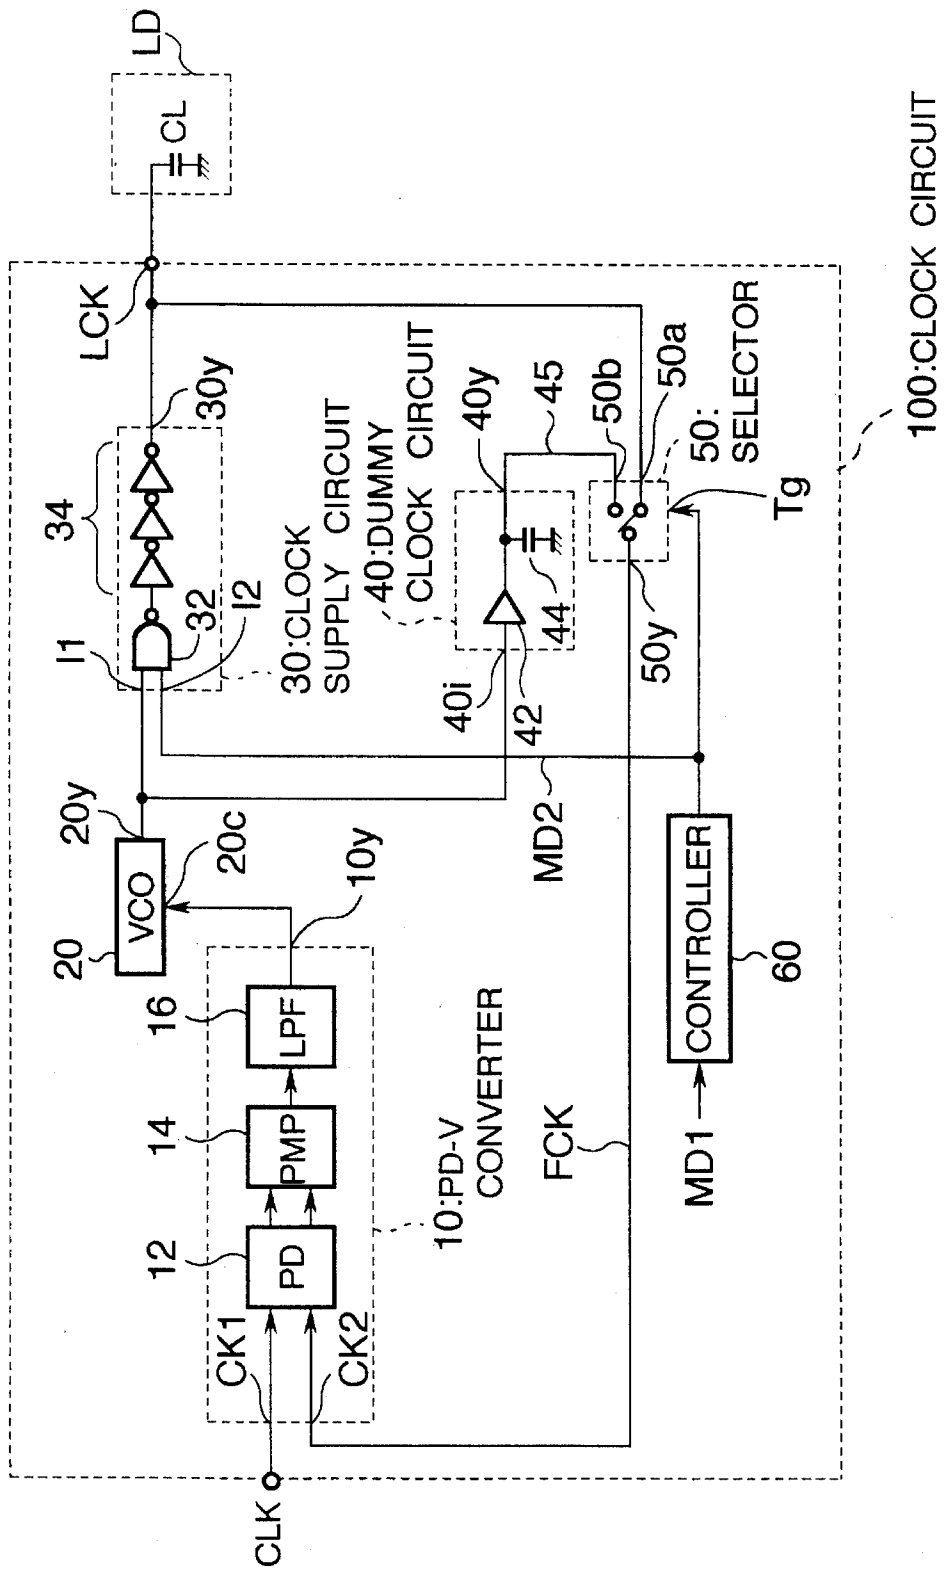 LD
CL
LCK
30y
34
32
I1
I2
30:CLOCK
SUPPLY CIRCUIT
20y
20
VCO
20c
10y
16
LPF
14
PMP
12
PD
CK1
CK2
CLK
10:PD-V
CONVERTER
40:DUMMY
CLOCK CIRCUIT
40y
45
44
42
40i
50b
50a
50:
SELECTOR
50y
Tg
MD2
FCK
CONTROLLER
60
MD1
100:CLOCK CIRCUIT